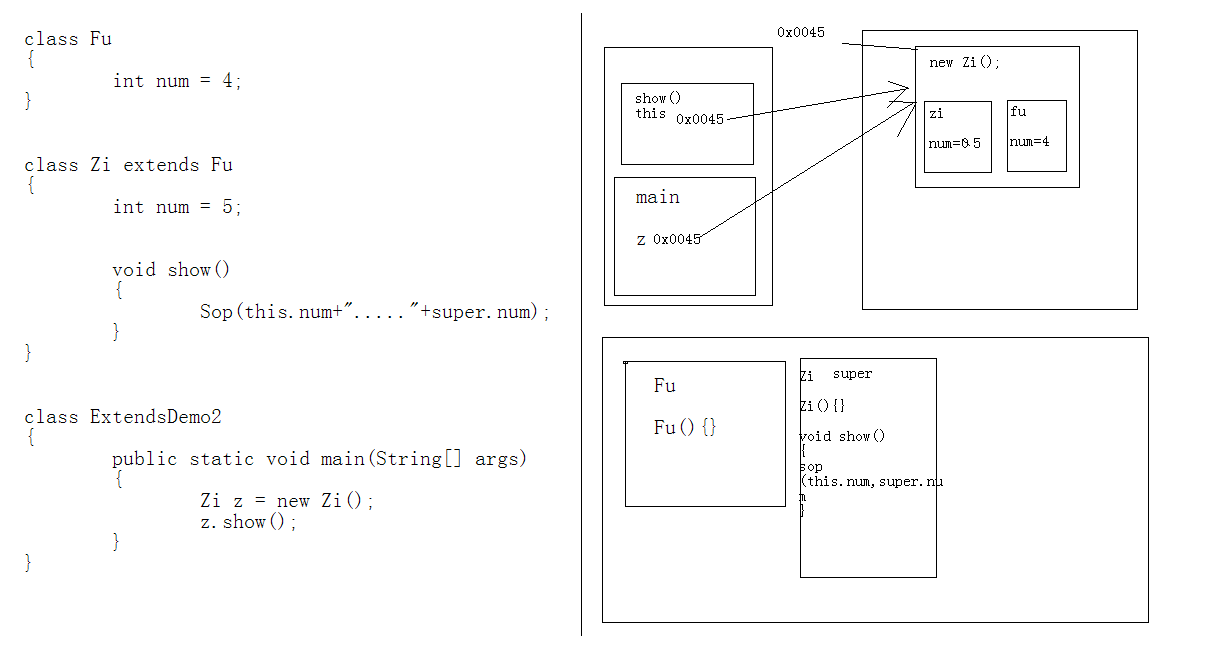 class Fu
{
int num = 4;
}
class Zi extends Fu
{
int num = 5;
void show()
{
Sop(this.num+"....."+super.num);
}
}
class ExtendsDemo2
{
public static void main(String[] args)
{
Zi z = new Zi();
z.show();
}
}
0x0045
show()
this 0x0045
main
z 0x0045
new Zi();
zi
num=0 5
fu
num=4
Fu
Fu(){}
Zi super
Zi(){}
void show()
{
sop
(this.num,super.nu
m
}